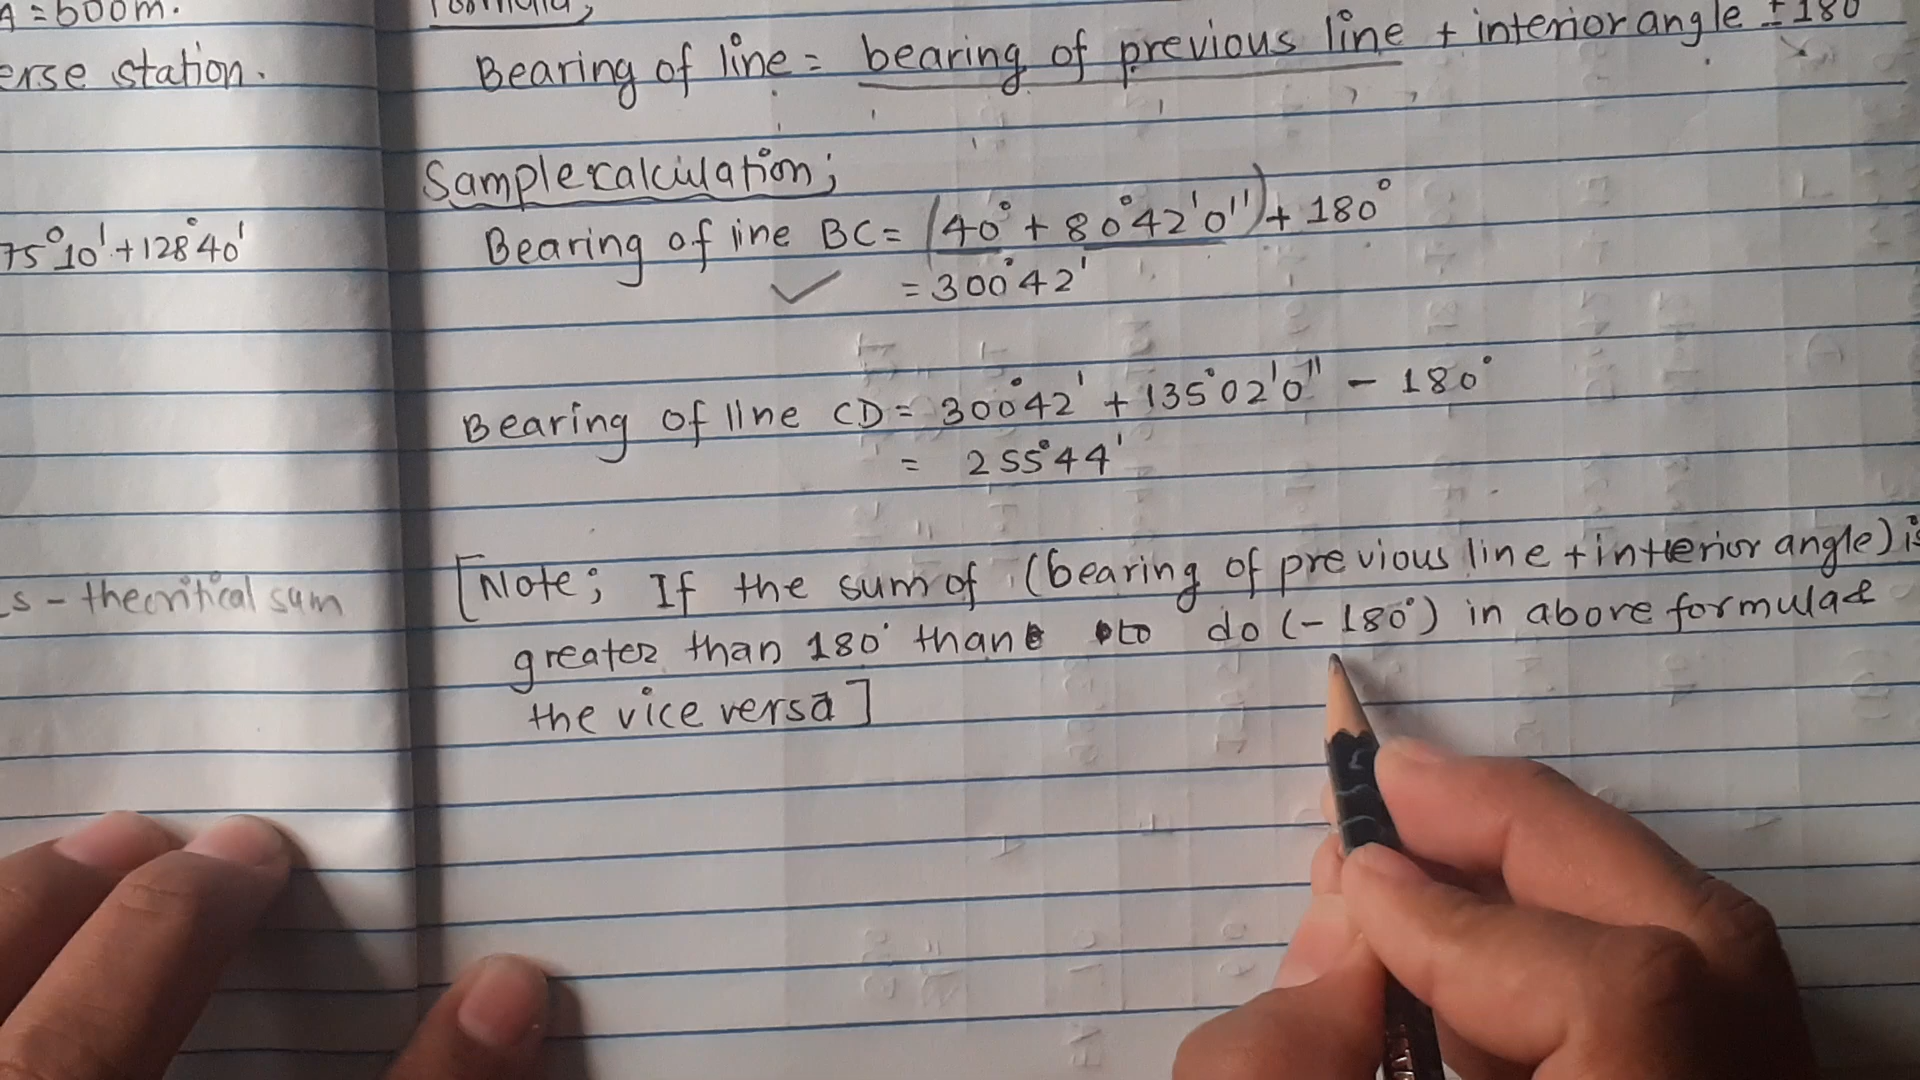 A = 600m.
erse station.
75°10' + 128°40'
s - theoritical sum
formula;
Bearing of line = bearing of previous line + interior angle ± 180
Sample calculation;
Bearing of line BC = (40° + 80°42'0") + 180°
= 300°42'
Bearing of line CD = 300°42' + 135°02'0" - 180°
= 255°44'
[Note; If the sum of (bearing of previous line + interior angle) is
greater than 180° than to do (-180°) in above formula &
the vice versa]